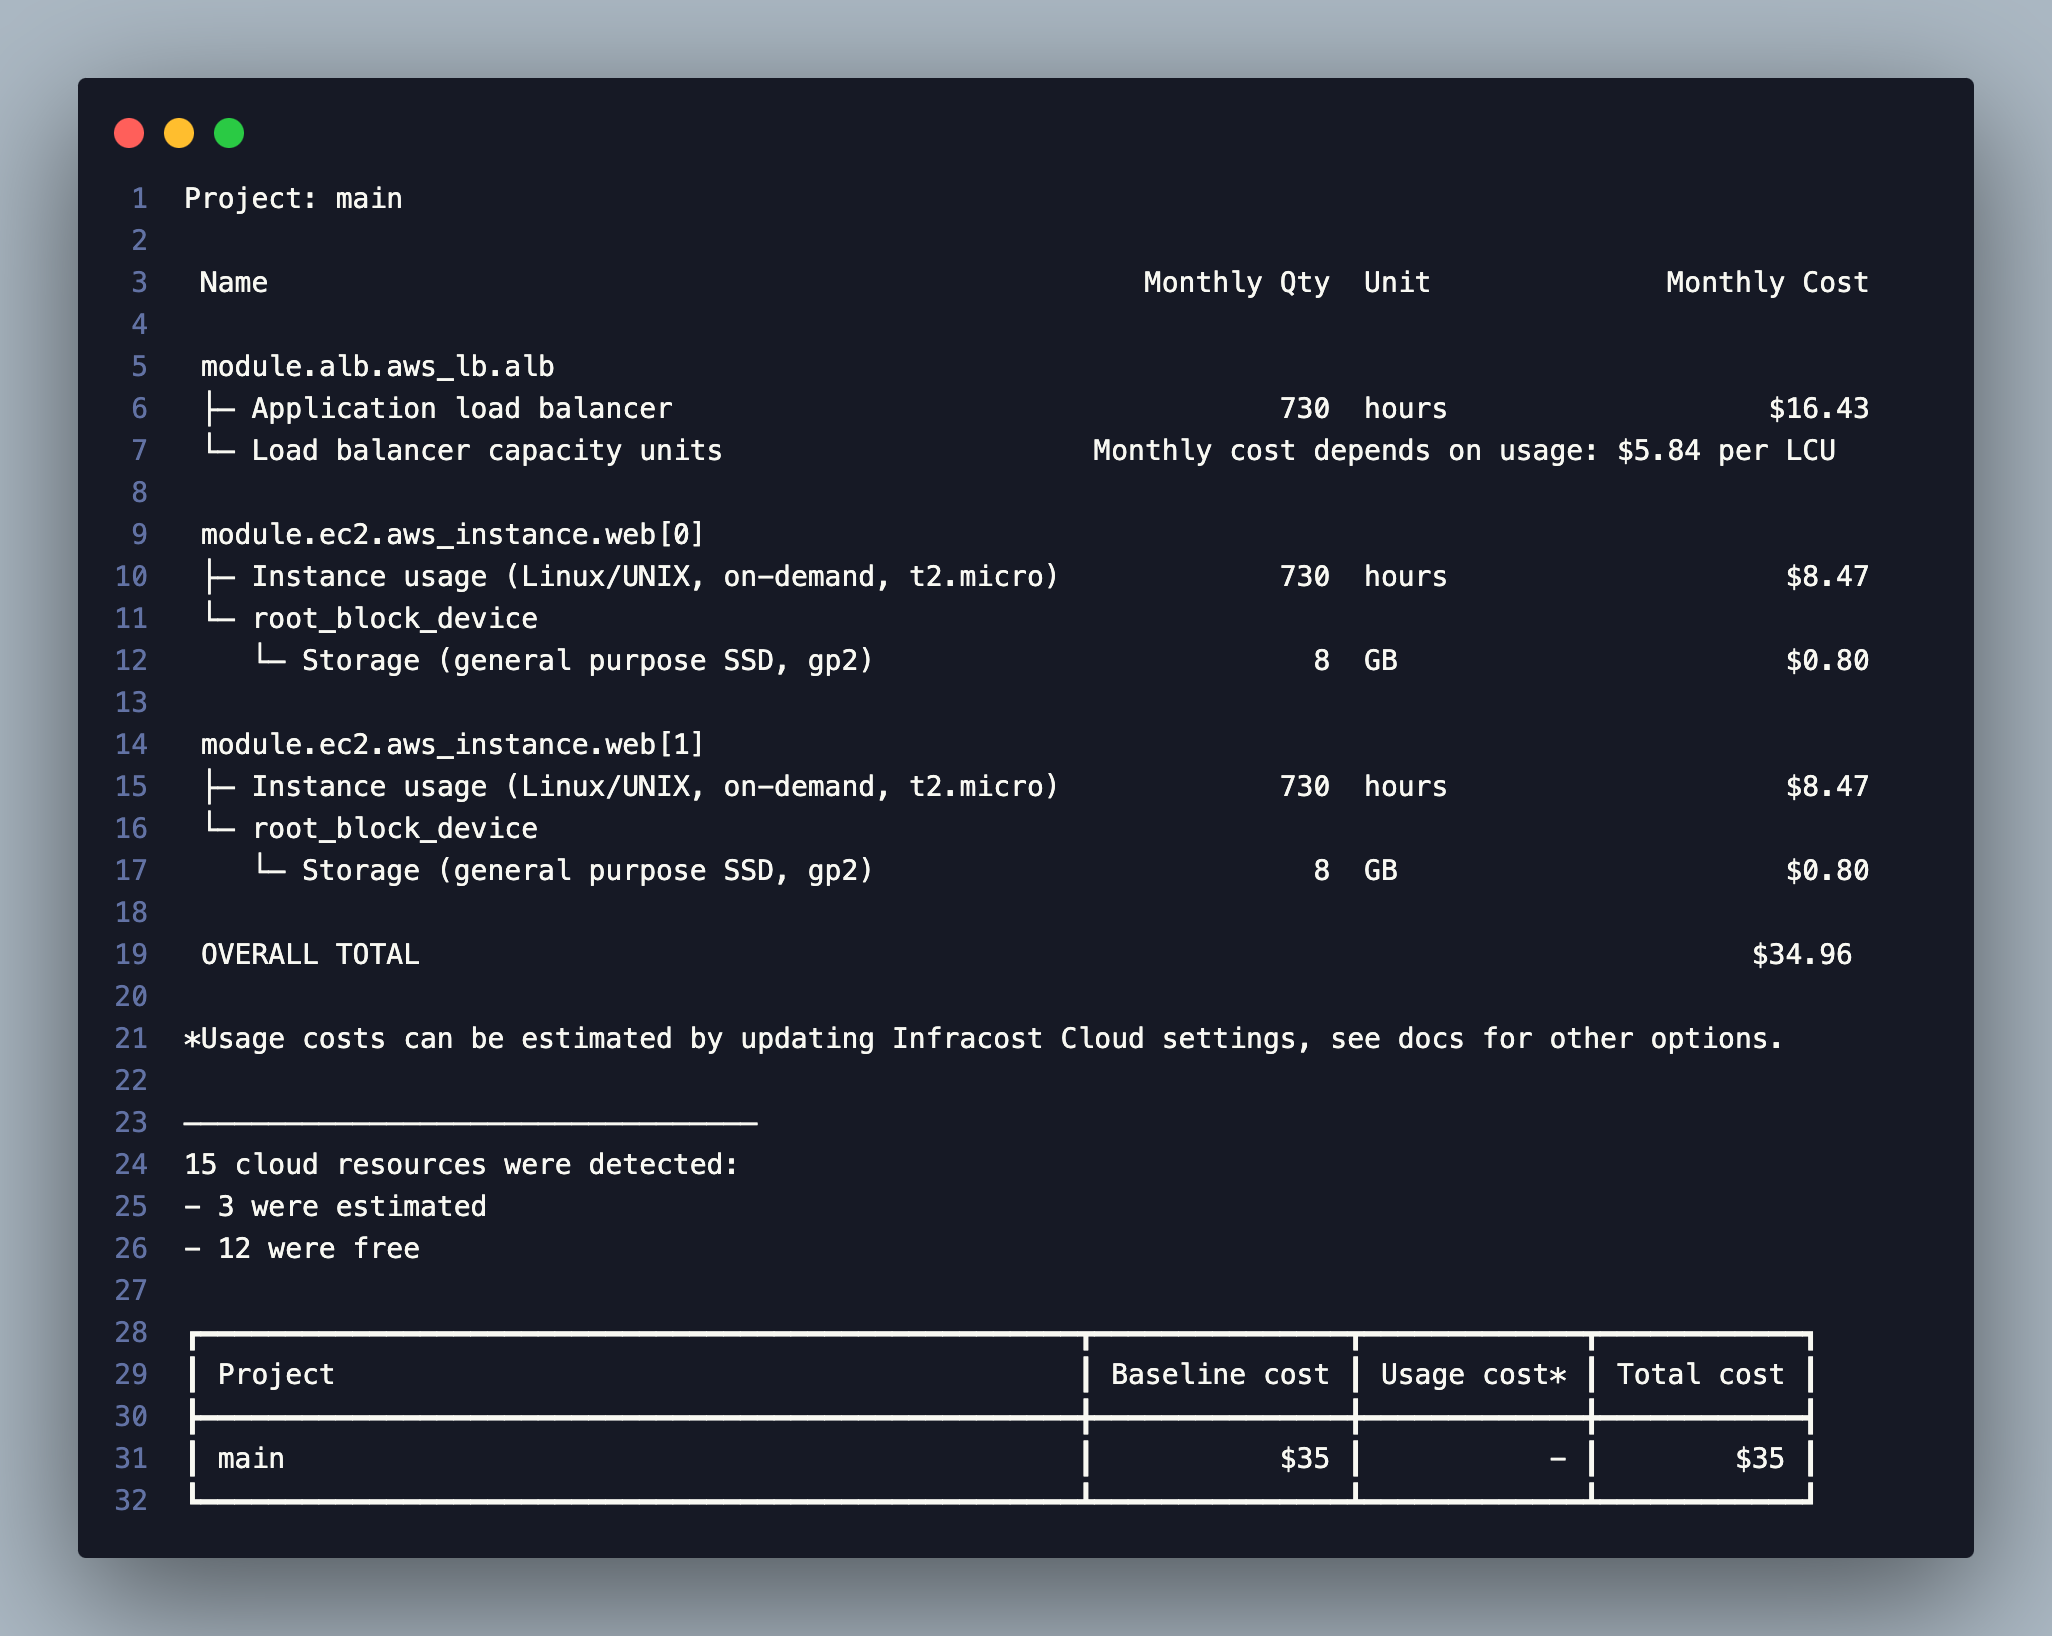 1 Project: main
2
3 Name Monthly Qty Unit Monthly Cost
4
5 module.alb.aws_lb.alb
6 ├─ Application load balancer 730 hours $16.43
7 └─ Load balancer capacity units Monthly cost depends on usage: $5.84 per LCU
8
9 module.ec2.aws_instance.web[0]
10 ├─ Instance usage (Linux/UNIX, on-demand, t2.micro) 730 hours $8.47
11 └─ root_block_device
12 └─ Storage (general purpose SSD, gp2) 8 GB $0.80
13
14 module.ec2.aws_instance.web[1]
15 ├─ Instance usage (Linux/UNIX, on-demand, t2.micro) 730 hours $8.47
16 └─ root_block_device
17 └─ Storage (general purpose SSD, gp2) 8 GB $0.80
18
19 OVERALL TOTAL $34.96
20
21 *Usage costs can be estimated by updating Infracost Cloud settings, see docs for other options.
22
23 ──────────────────────────────────
24 15 cloud resources were detected:
25 - 3 were estimated
26 - 12 were free
27
28
29 Project Baseline cost Usage cost* Total cost
30
31 main $35 - $35
32